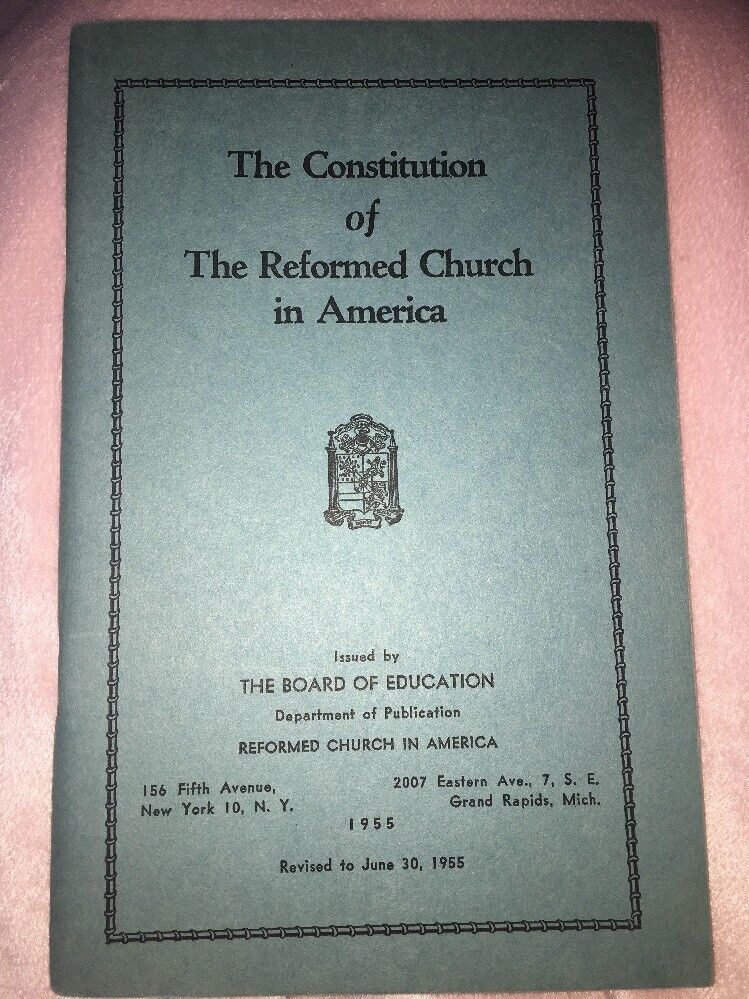 The Constitution
of
The Reformed Church
in America
Issued by
THE BOARD OF EDUCATION
Department of Publication
REFORMED CHURCH IN AMERICA
156 Fifth Avenue,
New York 10, N. Y.
2007 Eastern Ave., 7, S. E.
Grand Rapids, Mich.
1955
Revised to June 30, 1955